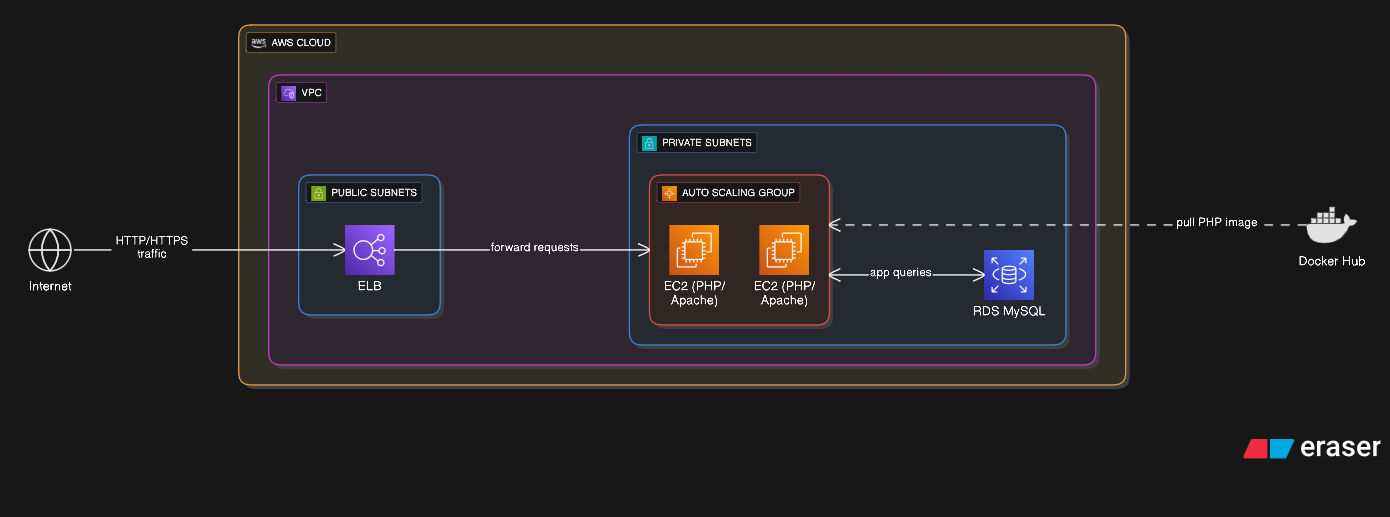 aws AWS CLOUD
VPC
PRIVATE SUBNETS
PUBLIC SUBNETS
AUTO SCALING GROUP
HTTP/HTTPS
traffic
forward requests
pull PHP image
app queries
Internet
ELB
EC2 (PHP/
Apache)
EC2 (PHP/
Apache)
RDS MySQL
Docker Hub
eraser